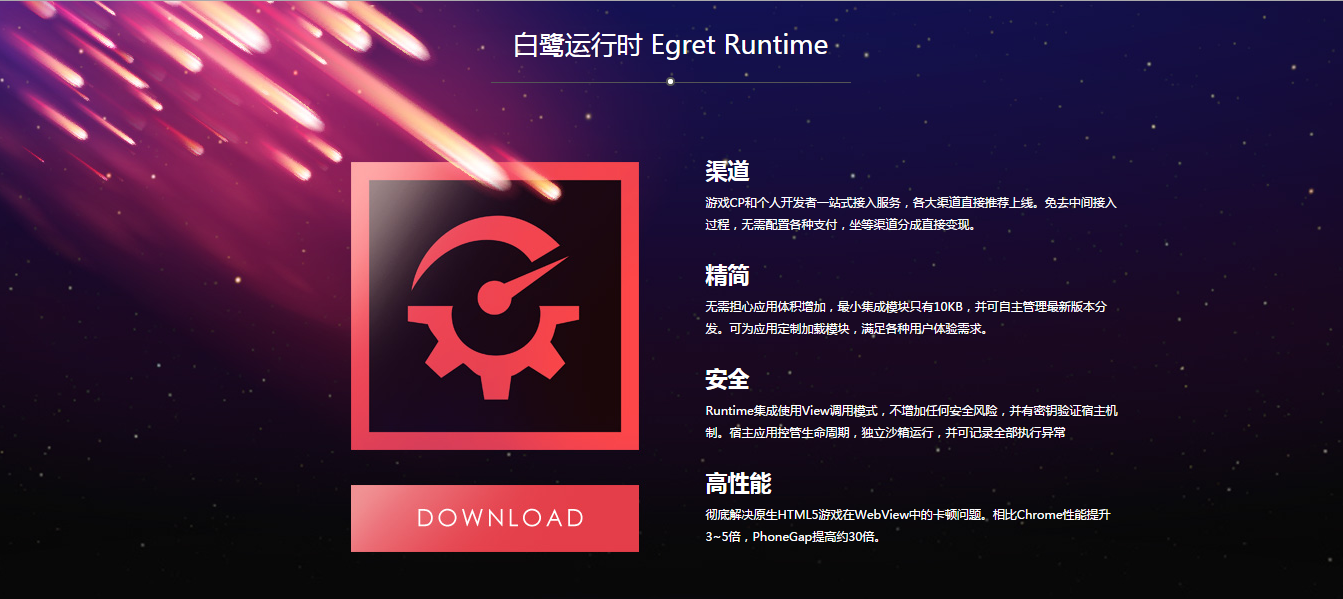 白鹭运行时 Egret Runtime
渠道
游戏CP和个人开发者一站式接入服务，各大渠道直接推荐上线。免去中间接入
过程，无需配置各种支付，坐等渠道分成直接变现。
精简
无需担心应用体积增加，最小集成模块只有10KB，并可自主管理最新版本分
发。可为应用定制加载模块，满足各种用户体验需求。
安全
Runtime集成使用View调用模式，不增加任何安全风险，并有密钥验证宿主机
制。宿主应用控管生命周期，独立沙箱运行，并可记录全部执行异常
高性能
彻底解决原生HTML5游戏在WebView中的卡顿问题。相比Chrome性能提升
3~5倍，PhoneGap提高约30倍。
DOWNLOAD